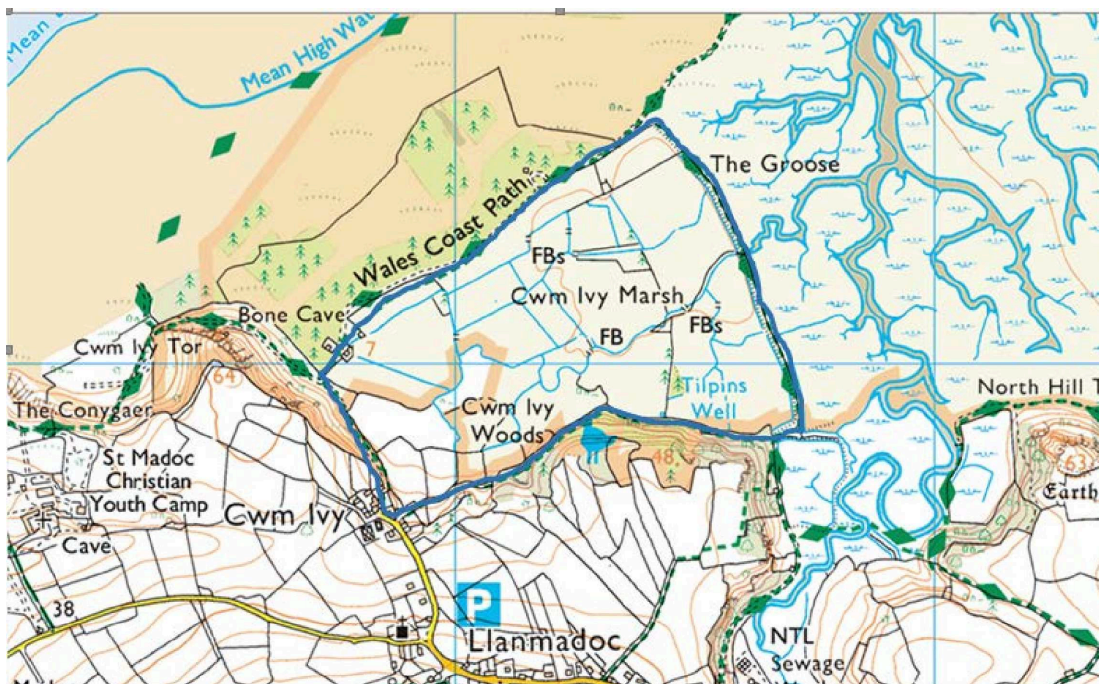 Mean
Mean High Wat
The Groose
Wales Coast Path
FBs
Cwm Ivy Marsh
FBs
Bone Cave
FB
7
Cwm Ivy Tor
64
Tilpins
Well
North Hill T
The Conygaer
Cwm Ivy
Woods
48
63
St Madoc
Christian
Youth Camp
Earth
Cwm Ivy
Cave
38
P
Llanmadoc
NTL
Sewage